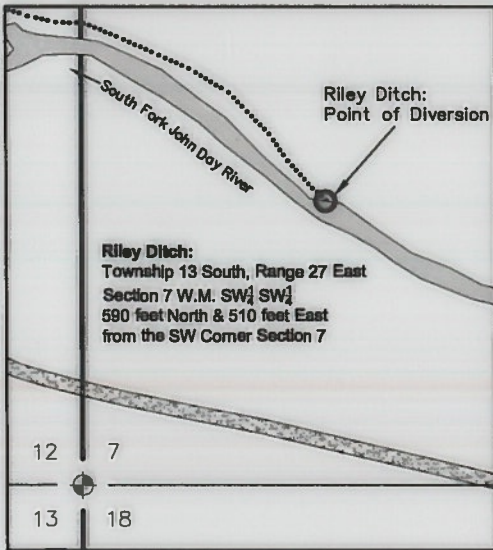 Riley Ditch:
Point of Diversion
South Fork John Day River
Riley Ditch:
Township 13 South, Range 27 East
Section 7 W.M. SW¼ SW¼
590 feet North & 510 feet East
from the SW Corner Section 7
12 7
13 18